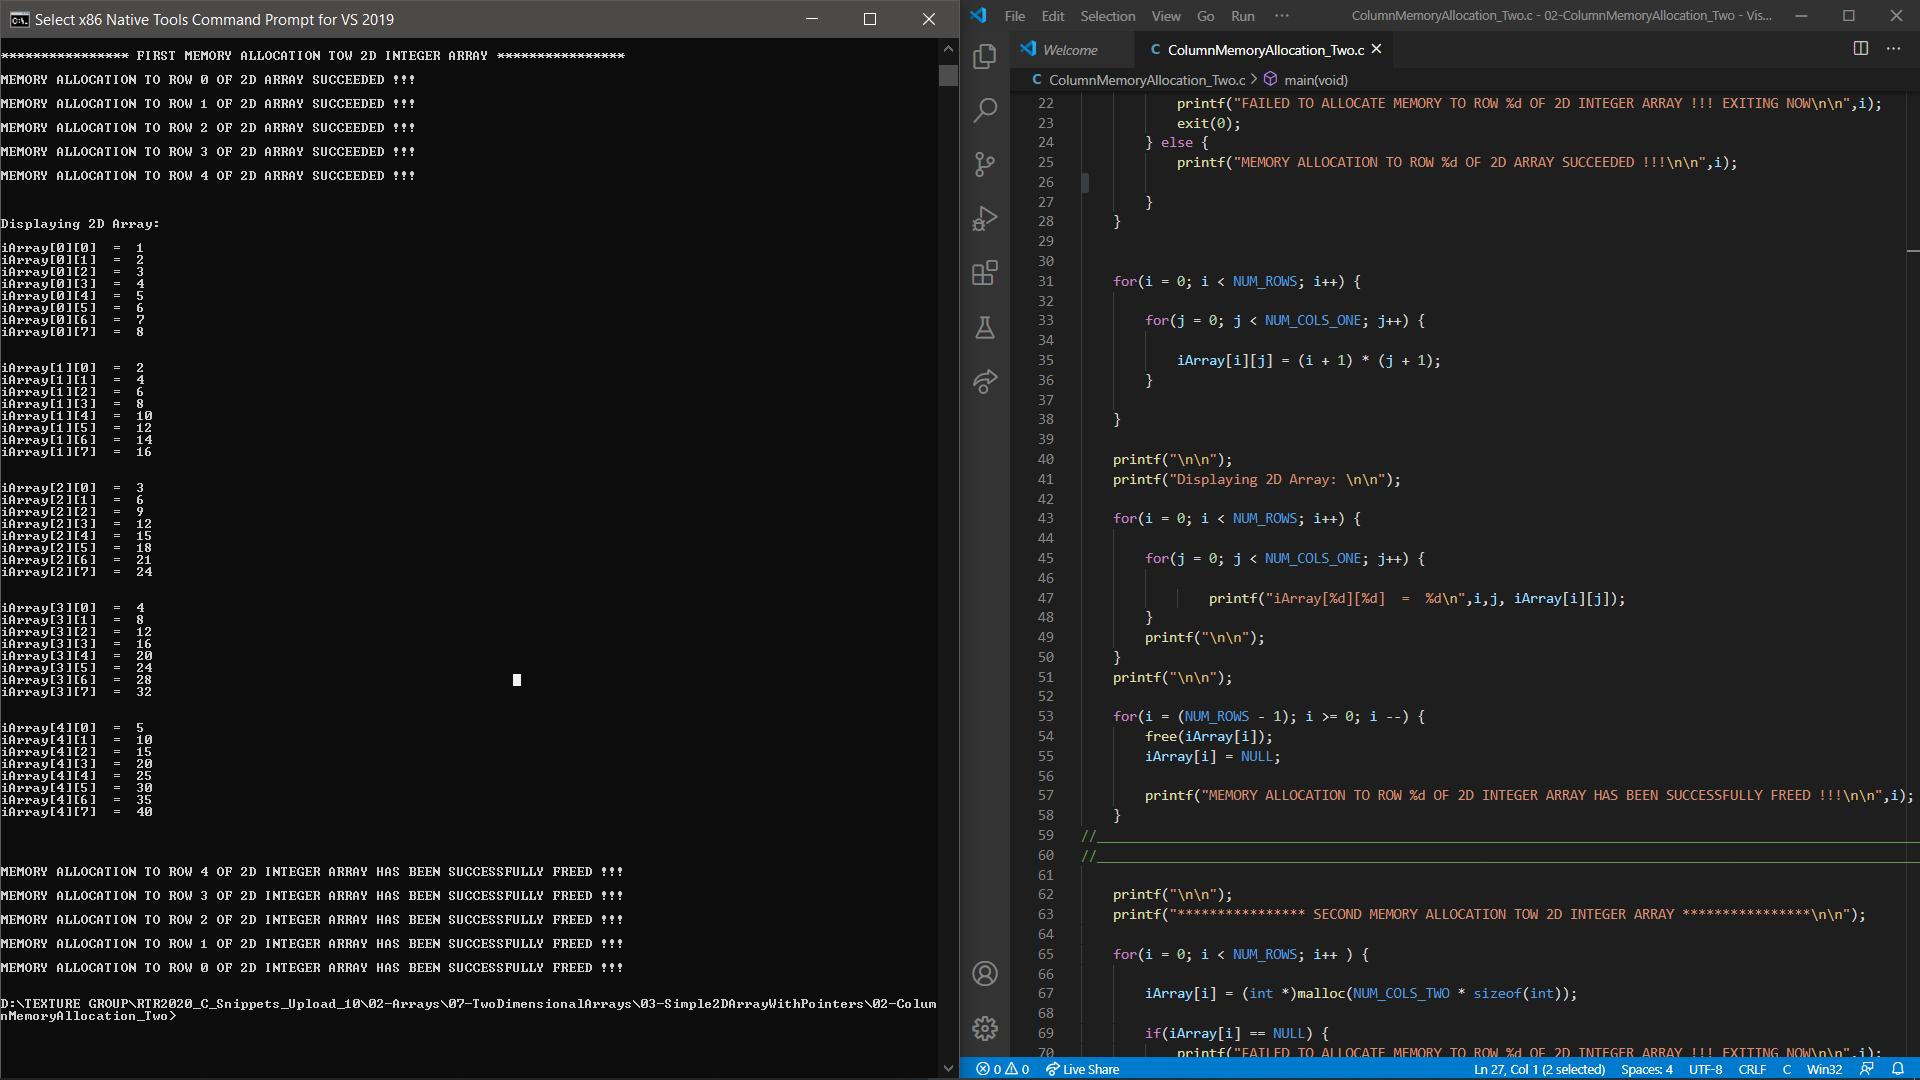 Select x86 Native Tools Command Prompt for VS 2019
**************** FIRST MEMORY ALLOCATION TOW 2D INTEGER ARRAY ****************
MEMORY ALLOCATION TO ROW 0 OF 2D ARRAY SUCCEEDED !!!
MEMORY ALLOCATION TO ROW 1 OF 2D ARRAY SUCCEEDED !!!
MEMORY ALLOCATION TO ROW 2 OF 2D ARRAY SUCCEEDED !!!
MEMORY ALLOCATION TO ROW 3 OF 2D ARRAY SUCCEEDED !!!
MEMORY ALLOCATION TO ROW 4 OF 2D ARRAY SUCCEEDED !!!
Displaying 2D Array:
iArray[0][0]  =  1
iArray[0][1]  =  2
iArray[0][2]  =  3
iArray[0][3]  =  4
iArray[0][4]  =  5
iArray[0][5]  =  6
iArray[0][6]  =  7
iArray[0][7]  =  8
iArray[1][0]  =  2
iArray[1][1]  =  4
iArray[1][2]  =  6
iArray[1][3]  =  8
iArray[1][4]  =  10
iArray[1][5]  =  12
iArray[1][6]  =  14
iArray[1][7]  =  16
iArray[2][0]  =  3
iArray[2][1]  =  6
iArray[2][2]  =  9
iArray[2][3]  =  12
iArray[2][4]  =  15
iArray[2][5]  =  18
iArray[2][6]  =  21
iArray[2][7]  =  24
iArray[3][0]  =  4
iArray[3][1]  =  8
iArray[3][2]  =  12
iArray[3][3]  =  16
iArray[3][4]  =  20
iArray[3][5]  =  24
iArray[3][6]  =  28
iArray[3][7]  =  32
iArray[4][0]  =  5
iArray[4][1]  =  10
iArray[4][2]  =  15
iArray[4][3]  =  20
iArray[4][4]  =  25
iArray[4][5]  =  30
iArray[4][6]  =  35
iArray[4][7]  =  40
MEMORY ALLOCATION TO ROW 4 OF 2D INTEGER ARRAY HAS BEEN SUCCESSFULLY FREED !!!
MEMORY ALLOCATION TO ROW 3 OF 2D INTEGER ARRAY HAS BEEN SUCCESSFULLY FREED !!!
MEMORY ALLOCATION TO ROW 2 OF 2D INTEGER ARRAY HAS BEEN SUCCESSFULLY FREED !!!
MEMORY ALLOCATION TO ROW 1 OF 2D INTEGER ARRAY HAS BEEN SUCCESSFULLY FREED !!!
MEMORY ALLOCATION TO ROW 0 OF 2D INTEGER ARRAY HAS BEEN SUCCESSFULLY FREED !!!
D:\TEXTURE GROUP\RTR2020_C_Snippets_Upload_10\02-Arrays\07-TwoDimensionalArrays\03-Simple2DArrayWithPointers\02-Colum
nMemoryAllocation_Two>
File Edit Selection View Go Run ··· ColumnMemoryAllocation_Two.c - 02-ColumnMemoryAllocation_Two - Vis...
Welcome C ColumnMemoryAllocation_Two.c
C ColumnMemoryAllocation_Two.c > main(void)
22 printf("FAILED TO ALLOCATE MEMORY TO ROW %d OF 2D INTEGER ARRAY !!! EXITING NOW\n\n",i);
23 exit(0);
24 } else {
25 printf("MEMORY ALLOCATION TO ROW %d OF 2D ARRAY SUCCEEDED !!!\n\n",i);
26
27 }
28 }
29
30
31 for(i = 0; i < NUM_ROWS; i++) {
32
33 for(j = 0; j < NUM_COLS_ONE; j++) {
34
35 iArray[i][j] = (i + 1) * (j + 1);
36 }
37
38 }
39
40 printf("\n\n");
41 printf("Displaying 2D Array: \n\n");
42
43 for(i = 0; i < NUM_ROWS; i++) {
44
45 for(j = 0; j < NUM_COLS_ONE; j++) {
46
47 printf("iArray[%d][%d]  =  %d\n",i,j, iArray[i][j]);
48 }
49 printf("\n\n");
50 }
51 printf("\n\n");
52
53 for(i = (NUM_ROWS - 1); i >= 0; i --) {
54 free(iArray[i]);
55 iArray[i] = NULL;
56
57 printf("MEMORY ALLOCATION TO ROW %d OF 2D INTEGER ARRAY HAS BEEN SUCCESSFULLY FREED !!!\n\n",i);
58 }
59 //________________________________________
60 //________________________________________
61
62 printf("\n\n");
63 printf("**************** SECOND MEMORY ALLOCATION TOW 2D INTEGER ARRAY ****************\n\n");
64
65 for(i = 0; i < NUM_ROWS; i++ ) {
66
67 iArray[i] = (int *)malloc(NUM_COLS_TWO * sizeof(int));
68
69 if(iArray[i] == NULL) {
70 printf("FAILED TO ALLOCATE MEMORY TO ROW %d OF 2D INTEGER ARRAY !!! EXITING NOW\n\n",i);
0 0 Live Share Ln 27, Col 1 (2 selected) Spaces: 4 UTF-8 CRLF C Win32